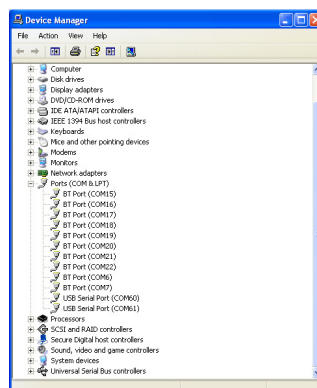 Device Manager
File Action View Help
Computer
Disk drives
Display adapters
DVD/CD-ROM drives
IDE ATA/ATAPI controllers
IEEE 1394 Bus host controllers
Keyboards
Mice and other pointing devices
Modems
Monitors
Network adapters
Ports (COM & LPT)
BT Port (COM15)
BT Port (COM16)
BT Port (COM17)
BT Port (COM18)
BT Port (COM19)
BT Port (COM20)
BT Port (COM21)
BT Port (COM22)
BT Port (COM6)
BT Port (COM7)
USB Serial Port (COM60)
USB Serial Port (COM61)
Processors
SCSI and RAID controllers
Secure Digital host controllers
Sound, video and game controllers
System devices
Universal Serial Bus controllers